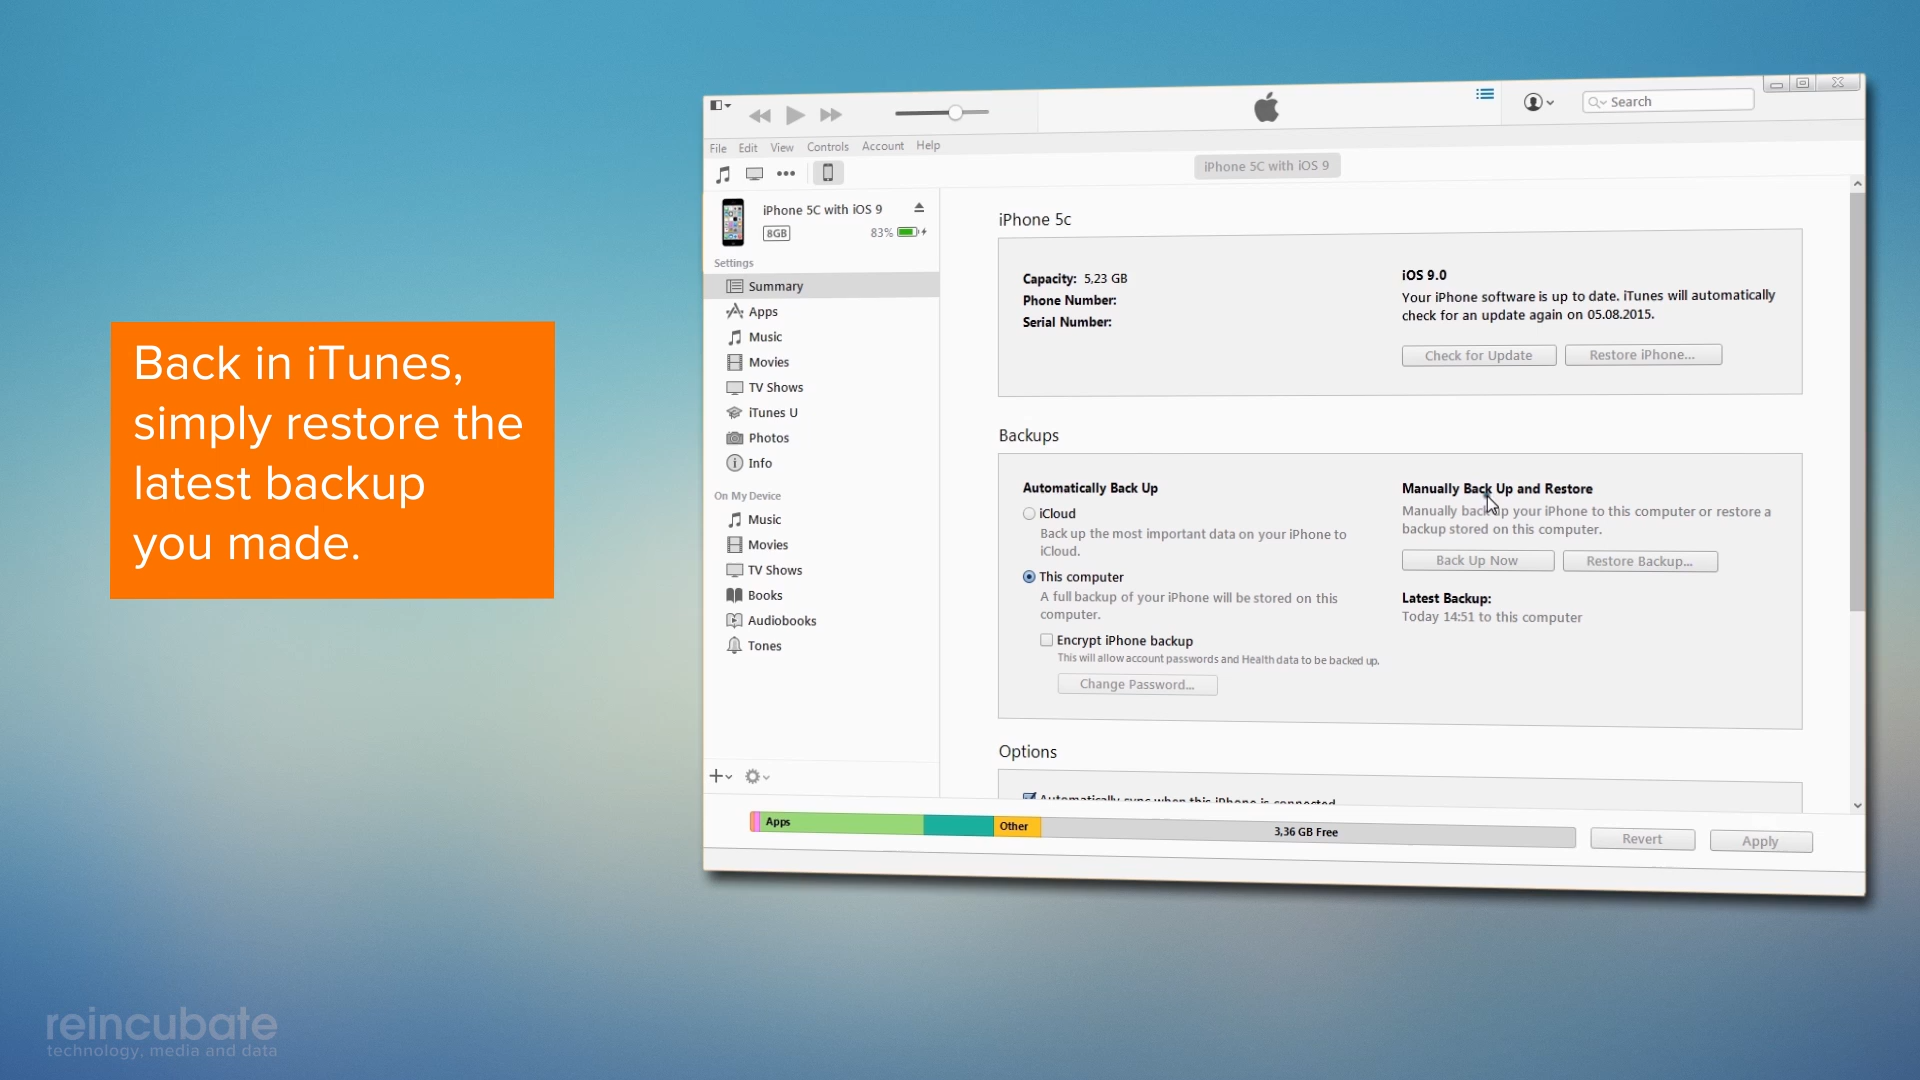 Back in iTunes,
simply restore the
latest backup
you made.
Search
File Edit View Controls Account Help
iPhone 5C with iOS 9
iPhone 5C with iOS 9
8GB
83%
Settings
Summary
Apps
Music
Movies
TV Shows
iTunes U
Photos
Info
On My Device
Music
Movies
TV Shows
Books
Audiobooks
Tones
iPhone 5c
Capacity: 5,23 GB
Phone Number:
Serial Number:
iOS 9.0
Your iPhone software is up to date. iTunes will automatically
check for an update again on 05.08.2015.
Check for Update
Restore iPhone...
Backups
Automatically Back Up
iCloud
Back up the most important data on your iPhone to
iCloud.
This computer
A full backup of your iPhone will be stored on this
computer.
Encrypt iPhone backup
This will allow account passwords and Health data to be backed up.
Change Password...
Manually Back Up and Restore
Manually back up your iPhone to this computer or restore a
backup stored on this computer.
Back Up Now
Restore Backup...
Latest Backup:
Today 14:51 to this computer
Options
Automatically sync when this iPhone is connected
Apps
Other
3,36 GB Free
Revert
Apply
reincubate
technology, media and data